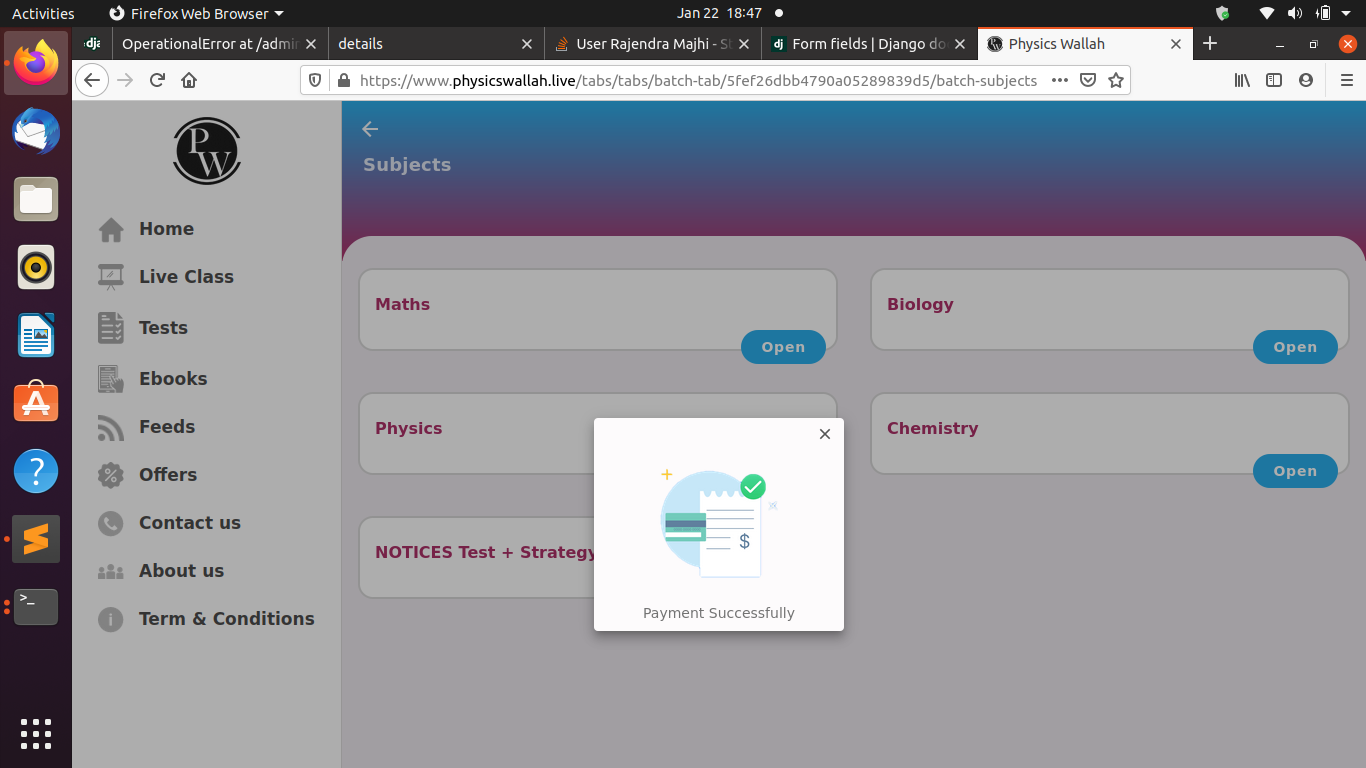 Activities
Firefox Web Browser
Jan 22 18:47
dja
OperationalError at /admin
details
User Rajendra Majhi - St
dj
Form fields | Django do
Physics Wallah
https://www.physicswallah.live/tabs/tabs/batch-tab/5fef26dbb4790a05289839d5/batch-subjects
PW
Home
Live Class
Tests
Ebooks
Feeds
Offers
Contact us
About us
Term & Conditions
Subjects
Maths
Open
Biology
Open
Physics
Chemistry
Open
NOTICES Test + Strategy
$
Payment Successfully